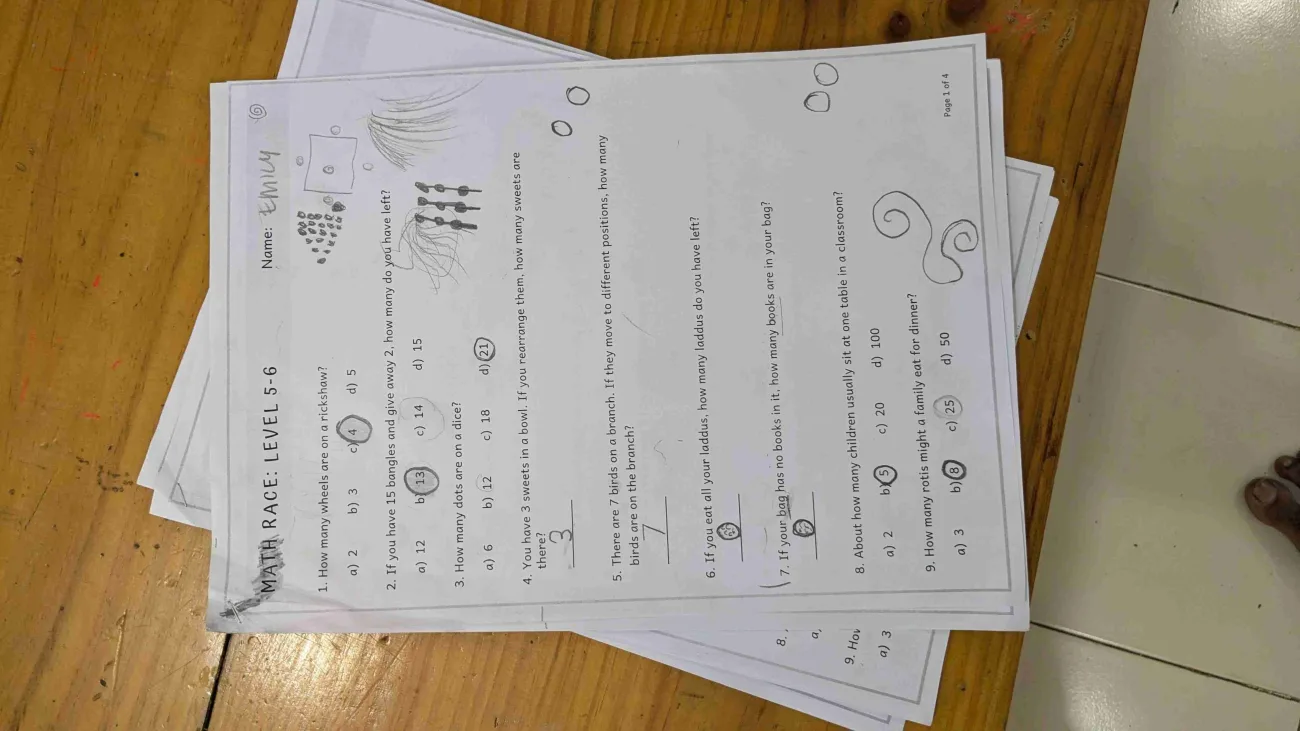 MATH RACE: LEVEL 5-6 Name: EMILY
1. How many wheels are on a rickshaw?
a) 2 b) 3 c) 4 d) 5
2. If you have 15 bangles and give away 2, how many do you have left?
a) 12 b) 13 c) 14 d) 15
3. How many dots are on a dice?
a) 6 b) 12 c) 18 d) 21
4. You have 3 sweets in a bowl. If you rearrange them, how many sweets are
there?
3
5. There are 7 birds on a branch. If they move to different positions, how many
birds are on the branch?
7
6. If you eat all your laddus, how many laddus do you have left?
7. If your bag has no books in it, how many books are in your bag?
8. About how many children usually sit at one table in a classroom?
a) 2 b) 5 c) 20 d) 100
9. How many rotis might a family eat for dinner?
a) 3 b) 8 c) 25 d) 50
Page 1 of 4
8.
a)
9. How
a) 3